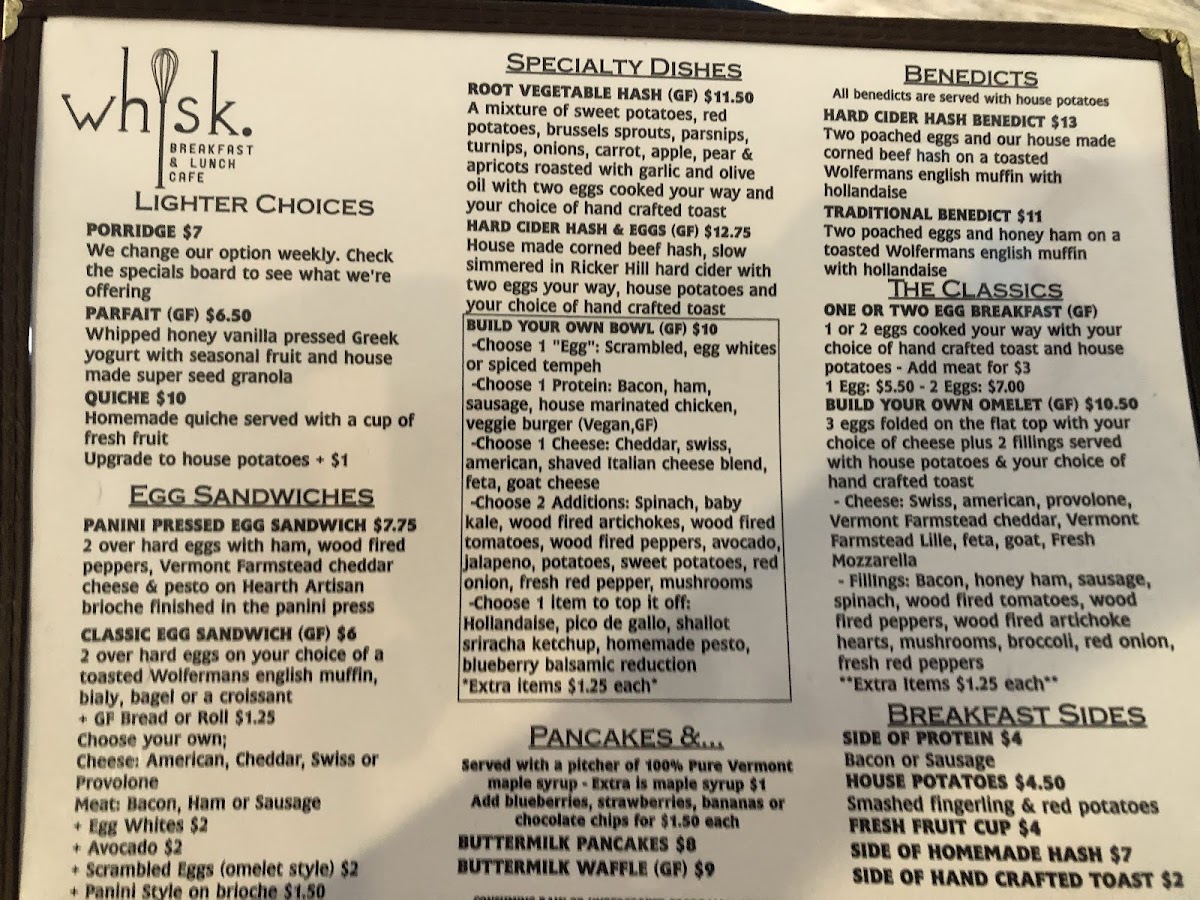 whisk.
BREAKFAST
& LUNCH
CAFE
LIGHTER CHOICES
PORRIDGE $7
We change our option weekly. Check
the specials board to see what we're
offering
PARFAIT (GF) $6.50
Whipped honey vanilla pressed Greek
yogurt with seasonal fruit and house
made super seed granola
QUICHE $10
Homemade quiche served with a cup of
fresh fruit
Upgrade to house potatoes + $1
EGG SANDWICHES
PANINI PRESSED EGG SANDWICH $7.75
2 over hard eggs with ham, wood fired
peppers, Vermont Farmstead cheddar
cheese & pesto on Hearth Artisan
brioche finished in the panini press
CLASSIC EGG SANDWICH (GF) $6
2 over hard eggs on your choice of a
toasted Wolfermans english muffin,
bialy, bagel or a croissant
+ GF Bread or Roll $1.25
Choose your own;
Cheese: American, Cheddar, Swiss or
Provolone
Meat: Bacon, Ham or Sausage
+ Egg Whites $2
+ Avocado $2
+ Scrambled Eggs (omelet style) $2
+ Panini Style on brioche $1.50
SPECIALTY DISHES
ROOT VEGETABLE HASH (GF) $11.50
A mixture of sweet potatoes, red
potatoes, brussels sprouts, parsnips,
turnips, onions, carrot, apple, pear &
apricots roasted with garlic and olive
oil with two eggs cooked your way and
your choice of hand crafted toast
HARD CIDER HASH & EGGS (GF) $12.75
House made corned beef hash, slow
simmered in Ricker Hill hard cider with
two eggs your way, house potatoes and
your choice of hand crafted toast
BUILD YOUR OWN BOWL (GF) $10
-Choose 1 "Egg": Scrambled, egg whites
or spiced tempeh
-Choose 1 Protein: Bacon, ham,
sausage, house marinated chicken,
veggie burger (Vegan,GF)
-Choose 1 Cheese: Cheddar, swiss,
american, shaved Italian cheese blend,
feta, goat cheese
-Choose 2 Additions: Spinach, baby
kale, wood fired artichokes, wood fired
tomatoes, wood fired peppers, avocado,
jalapeno, potatoes, sweet potatoes, red
onion, fresh red pepper, mushrooms
-Choose 1 item to top it off:
Hollandaise, pico de gallo, shallot
sriracha ketchup, homemade pesto,
blueberry balsamic reduction
*Extra items $1.25 each*
PANCAKES &...
Served with a pitcher of 100% Pure Vermont
maple syrup - Extra is maple syrup $1
Add blueberries, strawberries, bananas or
chocolate chips for $1.50 each
BUTTERMILK PANCAKES $8
BUTTERMILK WAFFLE (GF) $9
BENEDICTS
All benedicts are served with house potatoes
HARD CIDER HASH BENEDICT $13
Two poached eggs and our house made
corned beef hash on a toasted
Wolfermans english muffin with
hollandaise
TRADITIONAL BENEDICT $11
Two poached eggs and honey ham on a
toasted Wolfermans english muffin
with hollandaise
THE CLASSICS
ONE OR TWO EGG BREAKFAST (GF)
1 or 2 eggs cooked your way with your
choice of hand crafted toast and house
potatoes - Add meat for $3
1 Egg: $5.50 - 2 Eggs: $7.00
BUILD YOUR OWN OMELET (GF) $10.50
3 eggs folded on the flat top with your
choice of cheese plus 2 fillings served
with house potatoes & your choice of
hand crafted toast
- Cheese: Swiss, american, provolone,
Vermont Farmstead cheddar, Vermont
Farmstead Lille, feta, goat, Fresh
Mozzarella
- Fillings: Bacon, honey ham, sausage,
spinach, wood fired tomatoes, wood
fired peppers, wood fired artichoke
hearts, mushrooms, broccoli, red onion,
fresh red peppers
**Extra Items $1.25 each**
BREAKFAST SIDES
SIDE OF PROTEIN $4
Bacon or Sausage
HOUSE POTATOES $4.50
Smashed fingerling & red potatoes
FRESH FRUIT CUP $4
SIDE OF HOMEMADE HASH $7
SIDE OF HAND CRAFTED TOAST $2